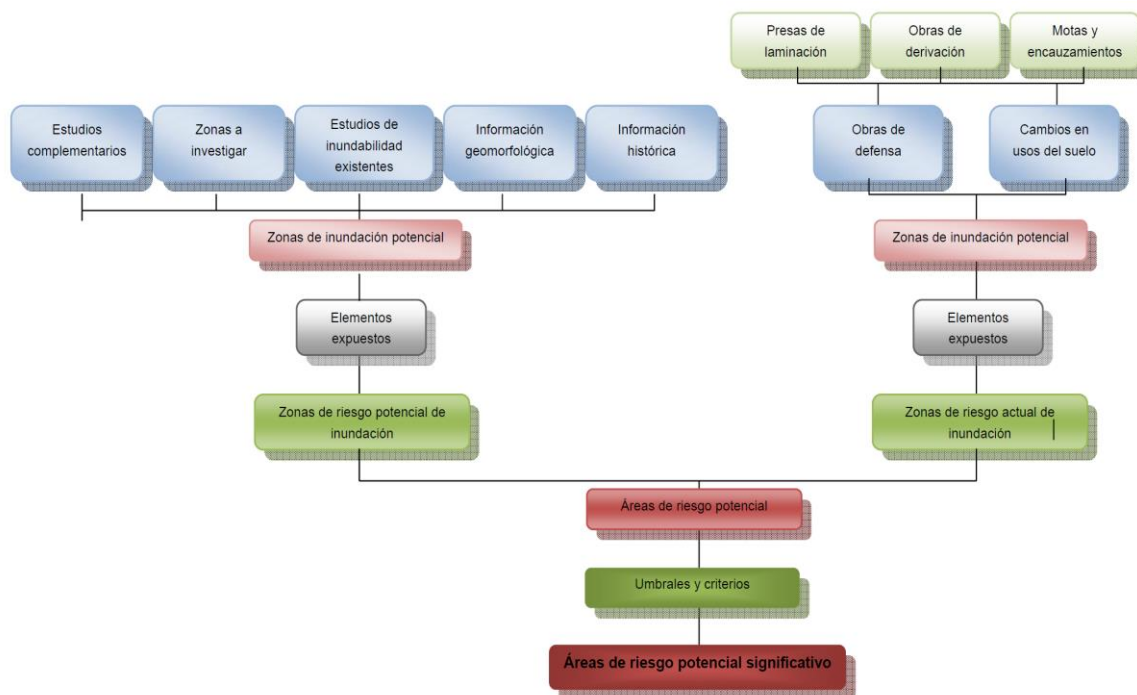 Presas de
laminación
Obras de
derivación
Motas y
encauzamientos
Estudios
complementarios
Zonas a
investigar
Estudios de
inundabilidad
existentes
Información
geomorfológica
Información
histórica
Obras de
defensa
Cambios en
usos del suelo
Zonas de inundación potencial
Zonas de inundación potencial
Elementos
expuestos
Elementos
expuestos
Zonas de riesgo potencial de
inundación
Zonas de riesgo actual de
inundación
Áreas de riesgo potencial
Umbrales y criterios
Áreas de riesgo potencial significativo